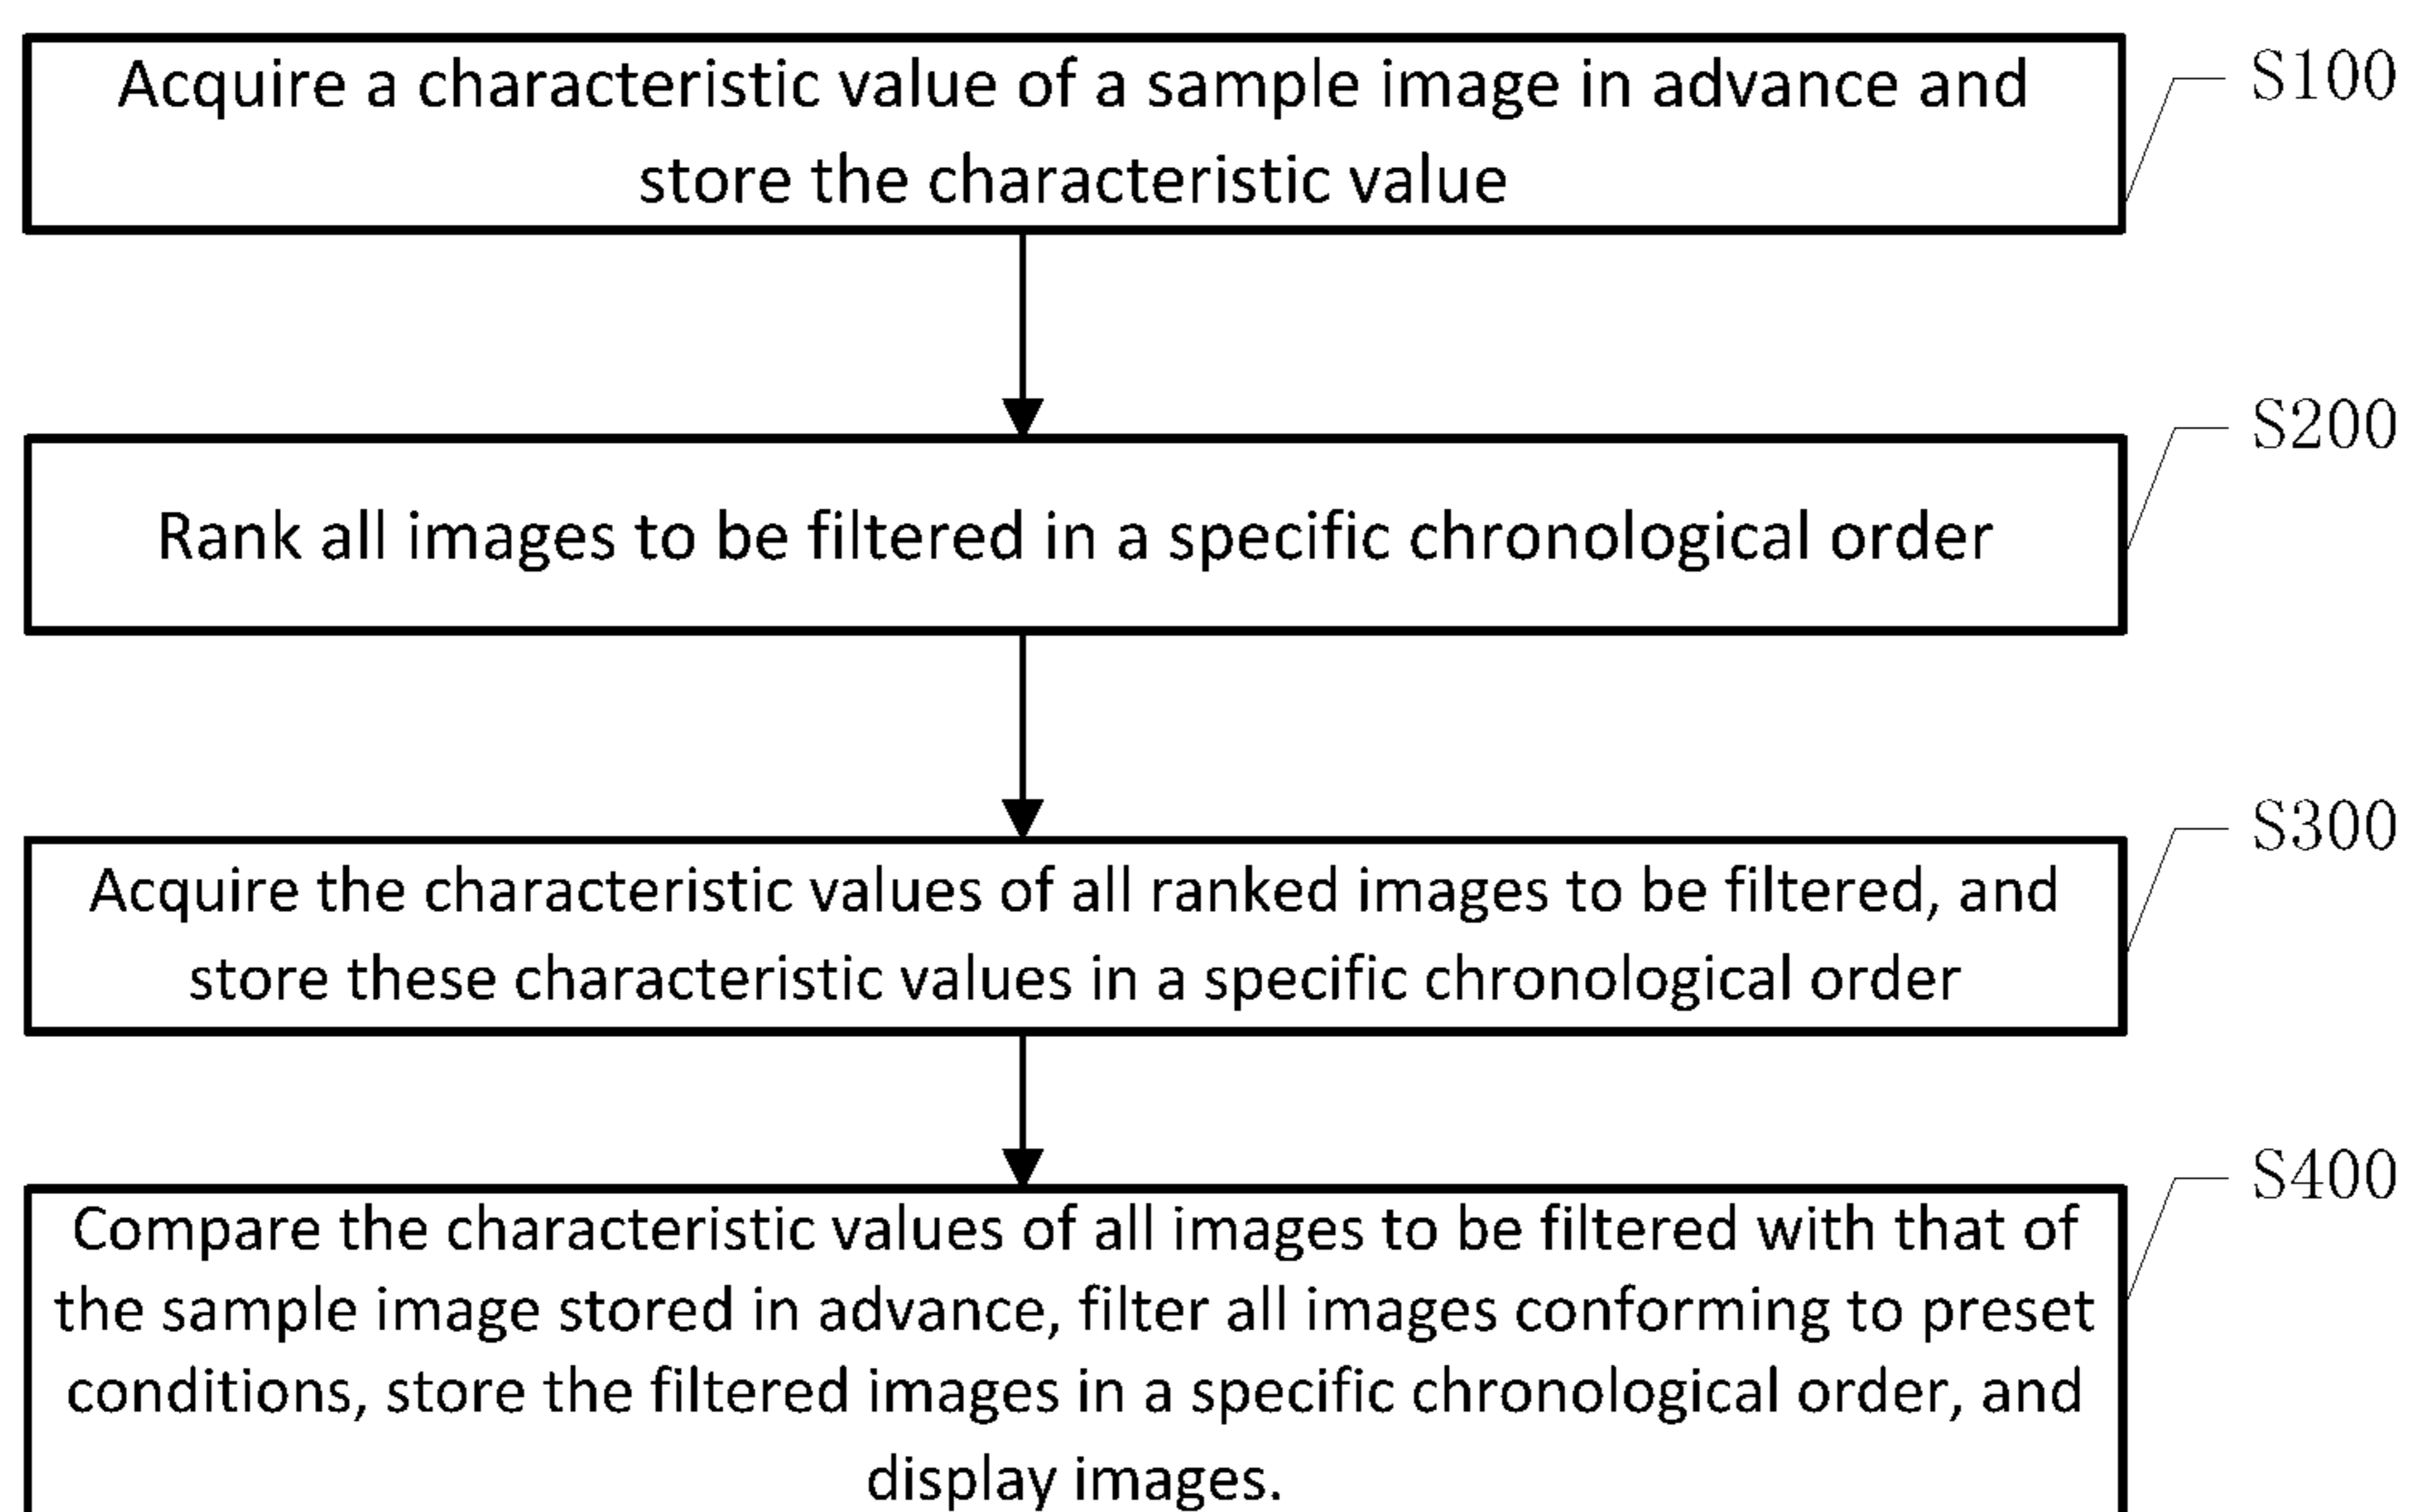 Acquire a characteristic value of a sample image in advance and
store the characteristic value
S100
Rank all images to be filtered in a specific chronological order
S200
Acquire the characteristic values of all ranked images to be filtered, and
store these characteristic values in a specific chronological order
S300
Compare the characteristic values of all images to be filtered with that of
the sample image stored in advance, filter all images conforming to preset
conditions, store the filtered images in a specific chronological order, and
display images.
S400